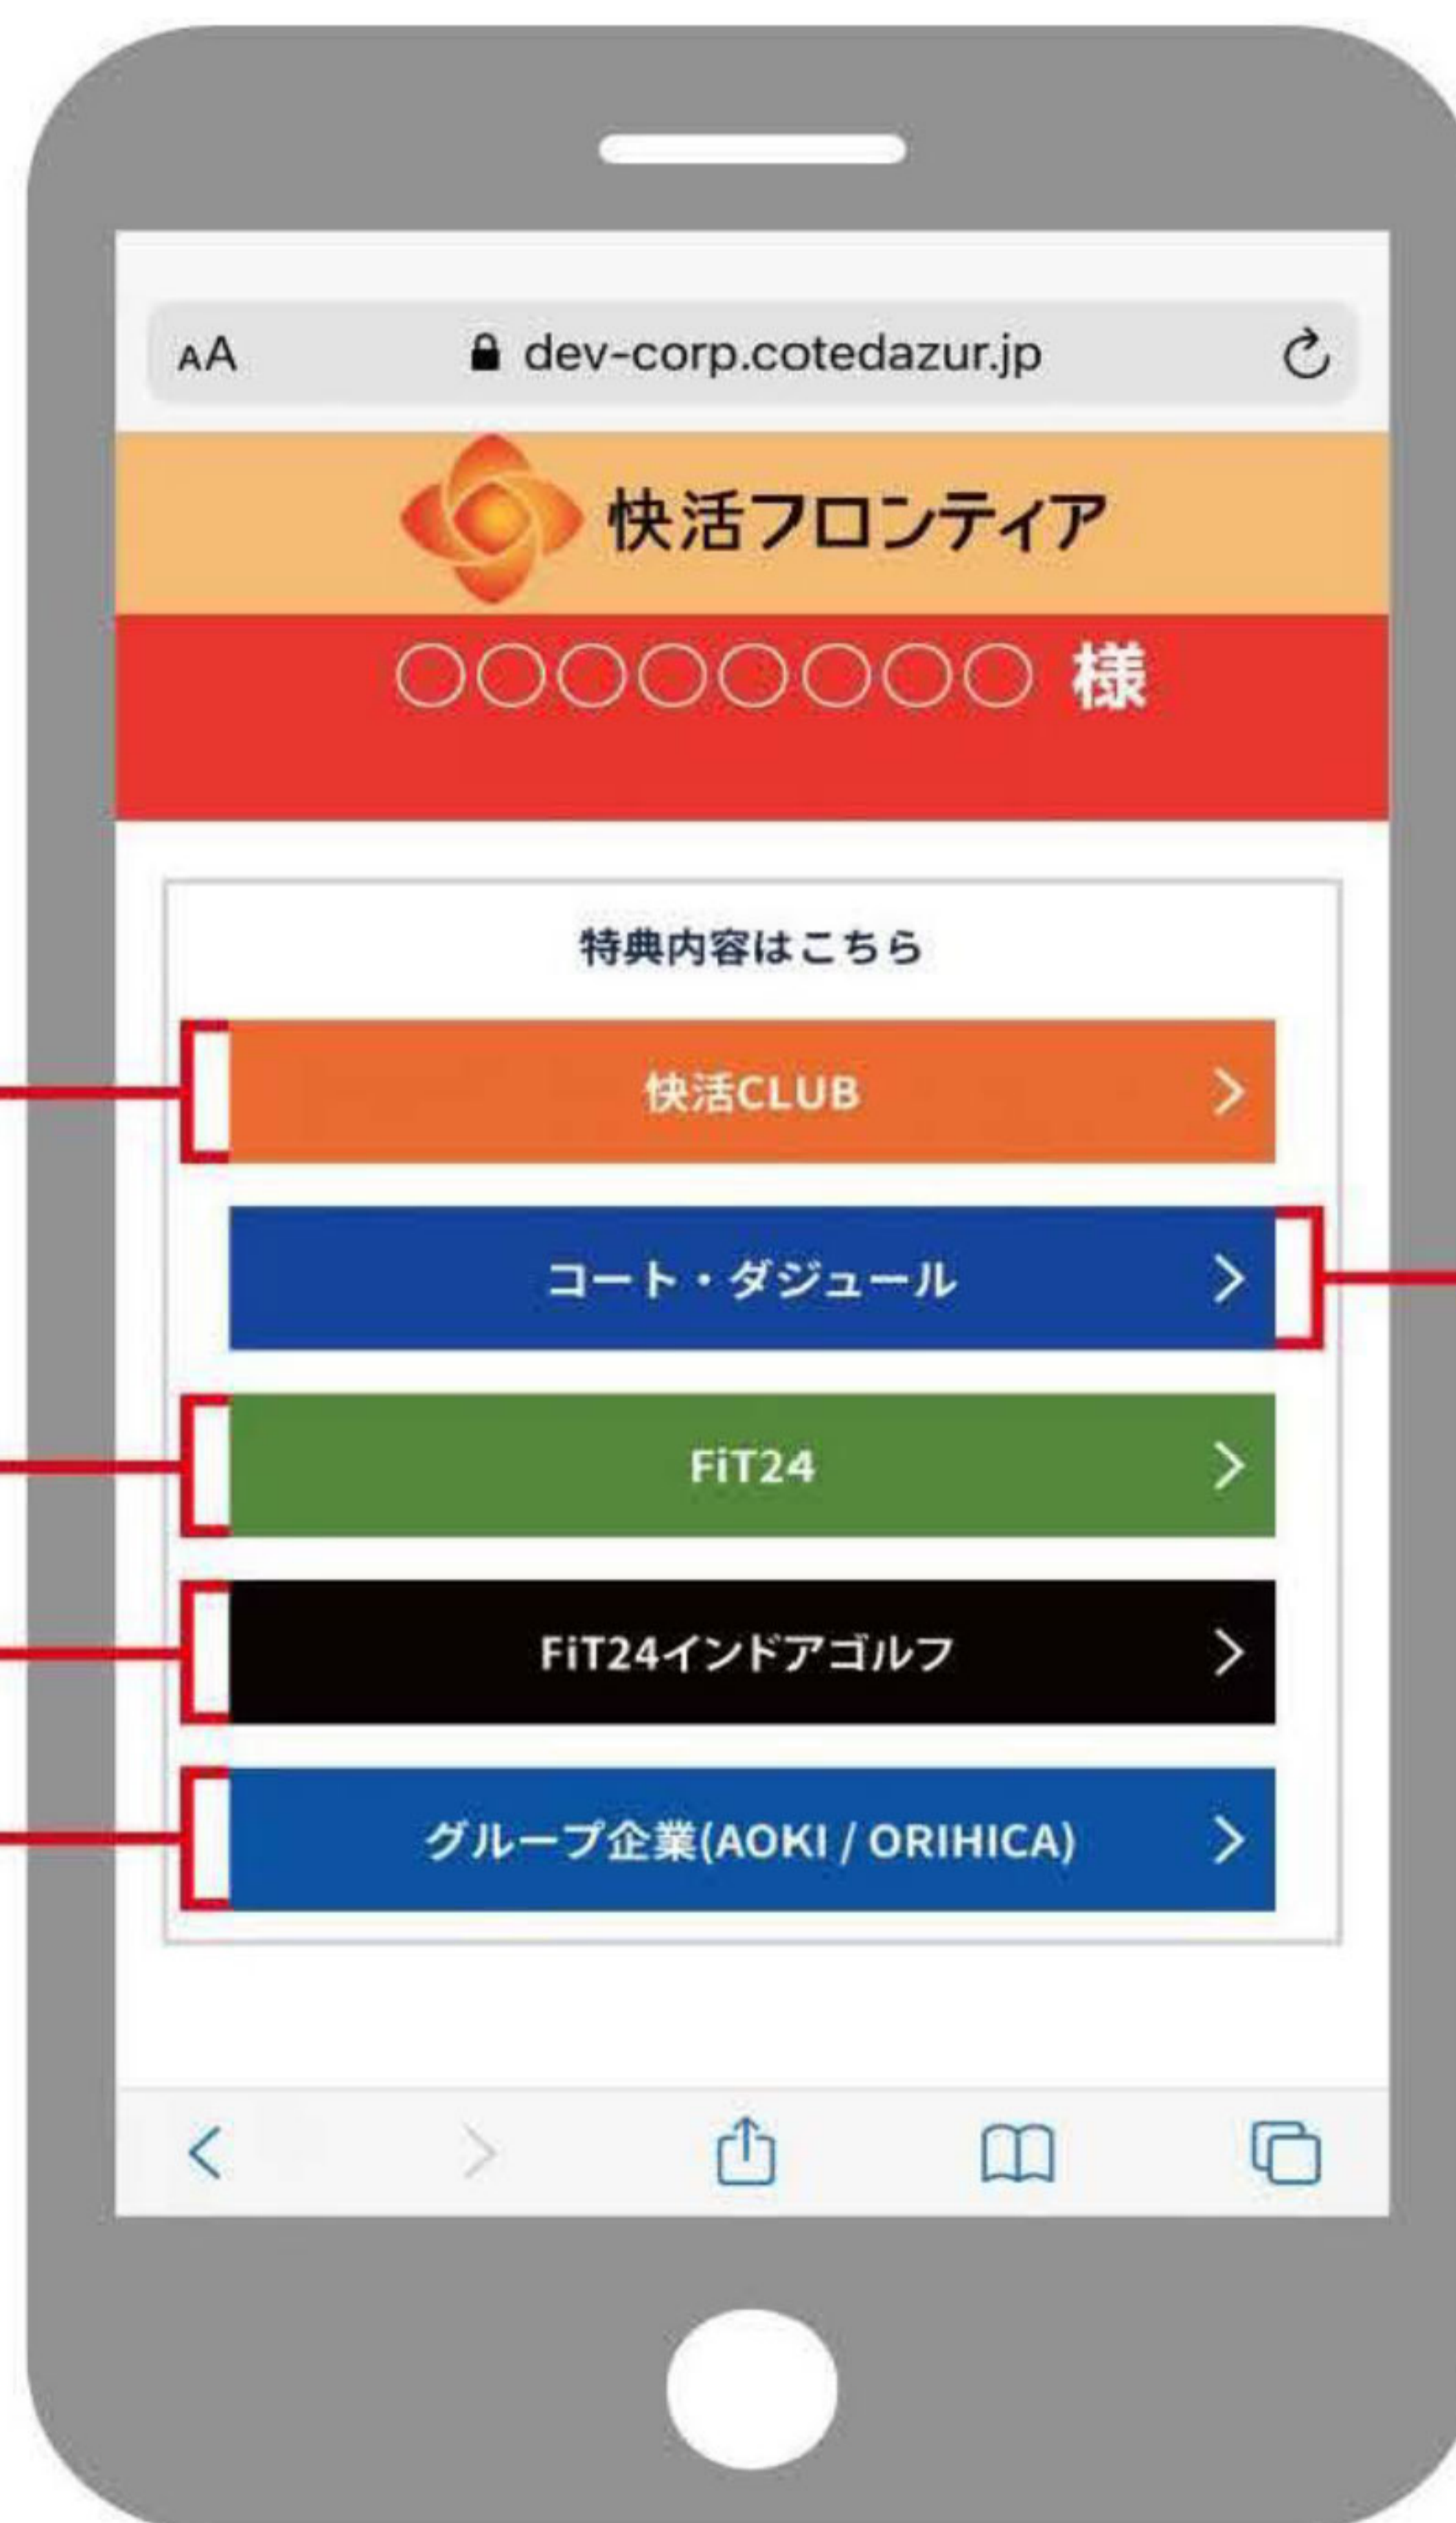 AA dev-corp.cotedazur.jp
快活フロンティア
○○○○○○○○ 様
特典内容はこちら
快活CLUB
コート・ダジュール
FiT24
FiT24インドアゴルフ
グループ企業(AOKI / ORIHICA)